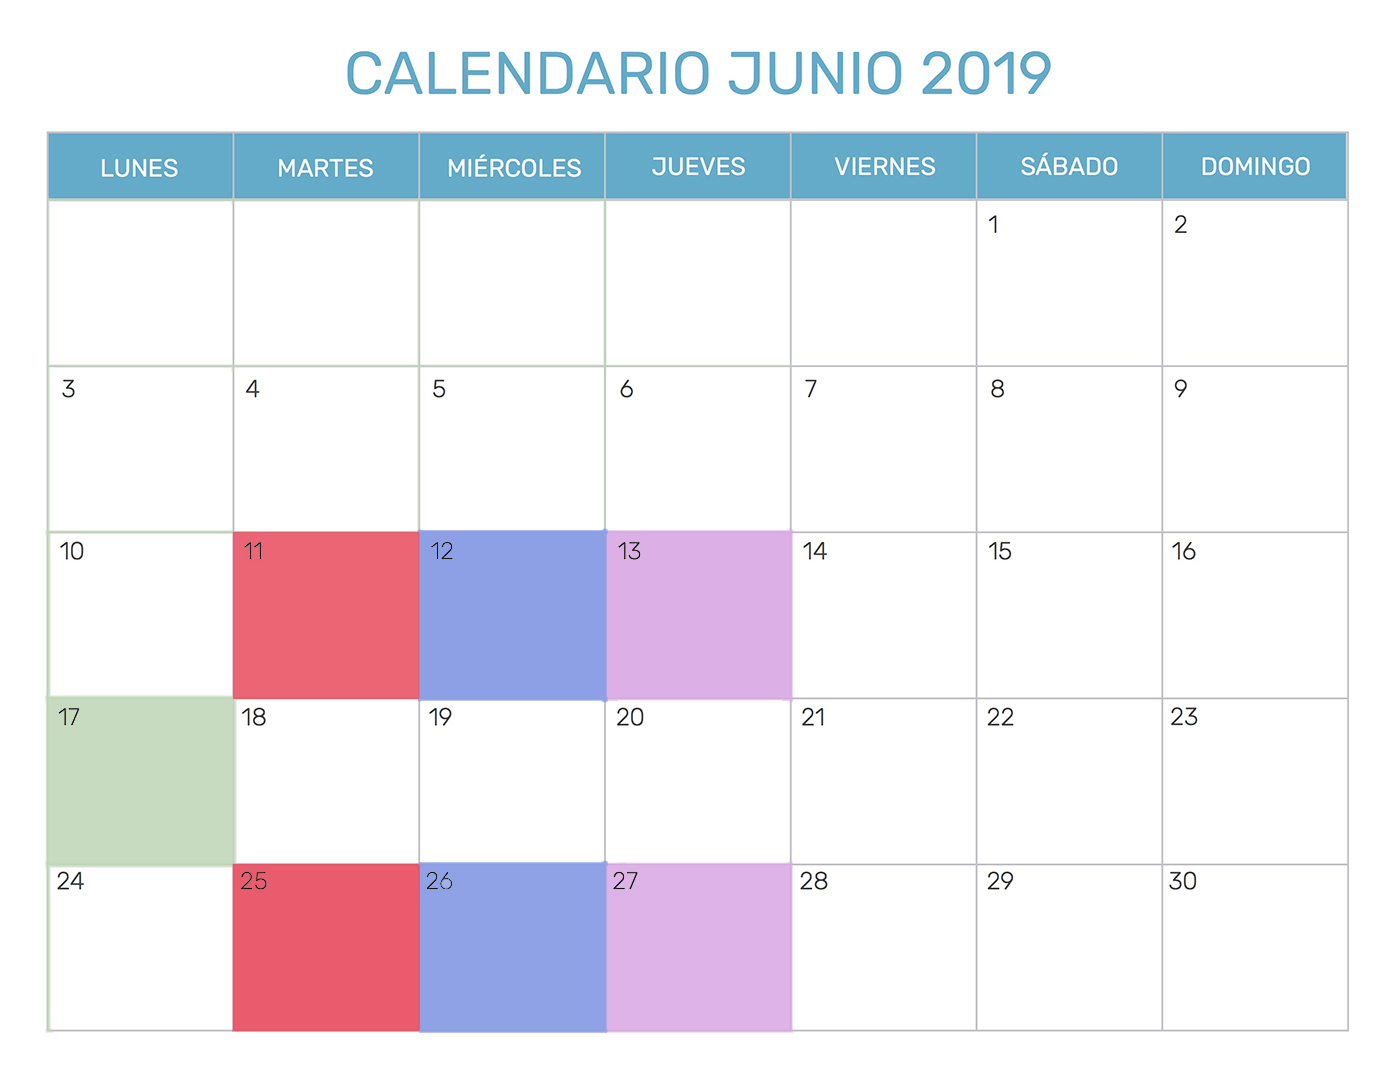 CALENDARIO JUNIO 2019
LUNES MARTES MIÉRCOLES JUEVES VIERNES SÁBADO DOMINGO
1 2
3 4 5 6 7 8 9
10 11 12 13 14 15 16
17 18 19 20 21 22 23
24 25 26 27 28 29 30